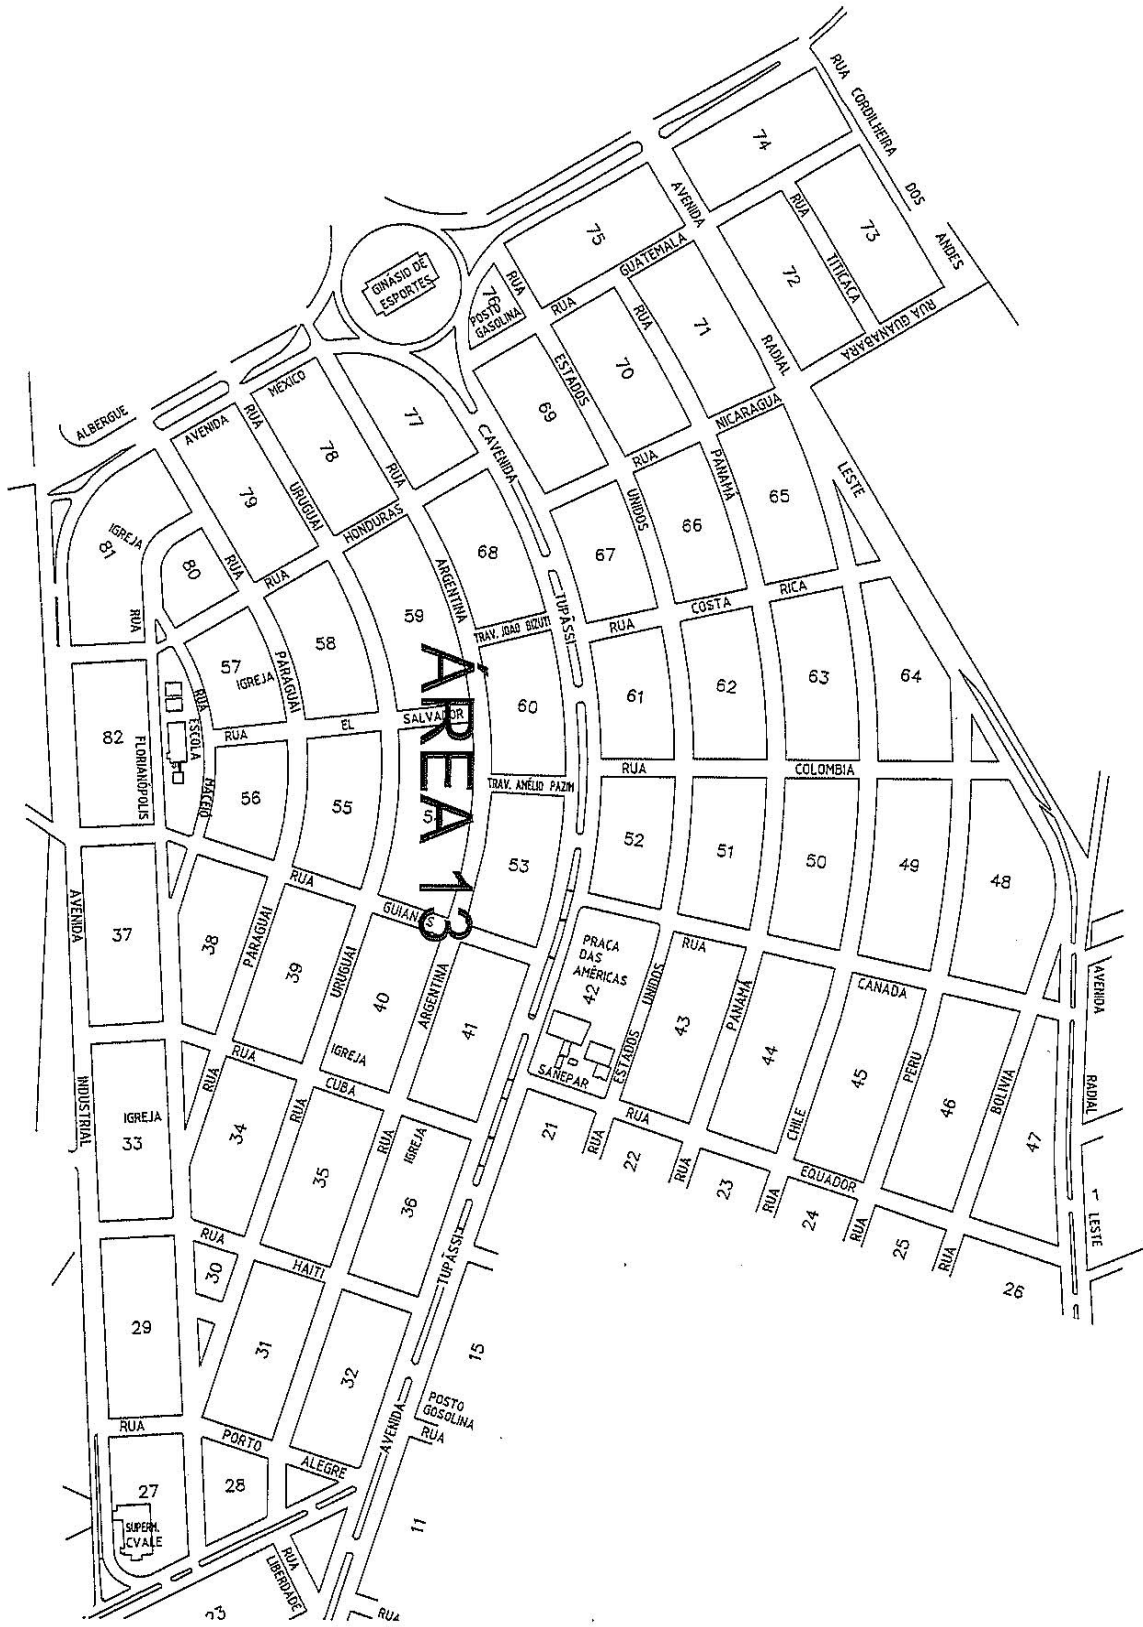 RUA CORDILHEIRA DOS ANDES
74
73
RUA TITICACA
72
RUA GUANABARA
AVENIDA RADIAL LESTE
75
GUATEMALA
RUA
71
RUA
70
RUA
76
POSTO
GASOLINA
GINÁSIO DE
ESPORTES
69
ESTADOS
UNIDOS
NICARAGUA
RUA
PANAMÁ
65
66
67
68
AVENIDA
TUPÃSSI
77
MÉXICO
AVENIDA
ALBERGUE
78
RUA
RUA
URUGUAI
79
HONDURAS
RUA
ARGENTINA
IGREJA
81
80
RUA
RUA
59
58
57
IGREJA
PARAGUAI
TRAV. JOAO BIZUTI
RUA
COSTA
RICA
64
63
62
61
60
ÁREA 13
RUA
EL
SALVADOR
RUA
MACEIÓ
ESCOLA
82
FLORIANÓPOLIS
RUA
COLOMBIA
TRAV. AMÉLIO PAZIM
56
55
53
52
51
50
49
48
RUA
37
AVENIDA
INDUSTRIAL
38
PARAGUAI
39
URUGUAI
40
IGREJA
ARGENTINA
41
PRACA
DAS
AMÉRICAS
42
SANEPAR
ESTADOS
UNIDOS
RUA
CANADA
43
PANAMÁ
44
CHILE
45
PERU
46
BOLIVIA
47
AVENIDA
RADIAL
LESTE
RUA
CUBA
RUA
RUA
RUA
IGREJA
33
34
35
IGREJA
36
21
RUA
RUA
22
RUA
23
RUA
EQUADOR
24
RUA
25
RUA
26
RUA
HAITI
30
29
31
32
TUPÃSSI
AVENIDA
15
POSTO
GOSOLINA
RUA
RUA
PORTO
ALEGRE
27
28
SUPERM.
CVALE
RUA
LIBERDADE
11
RUA